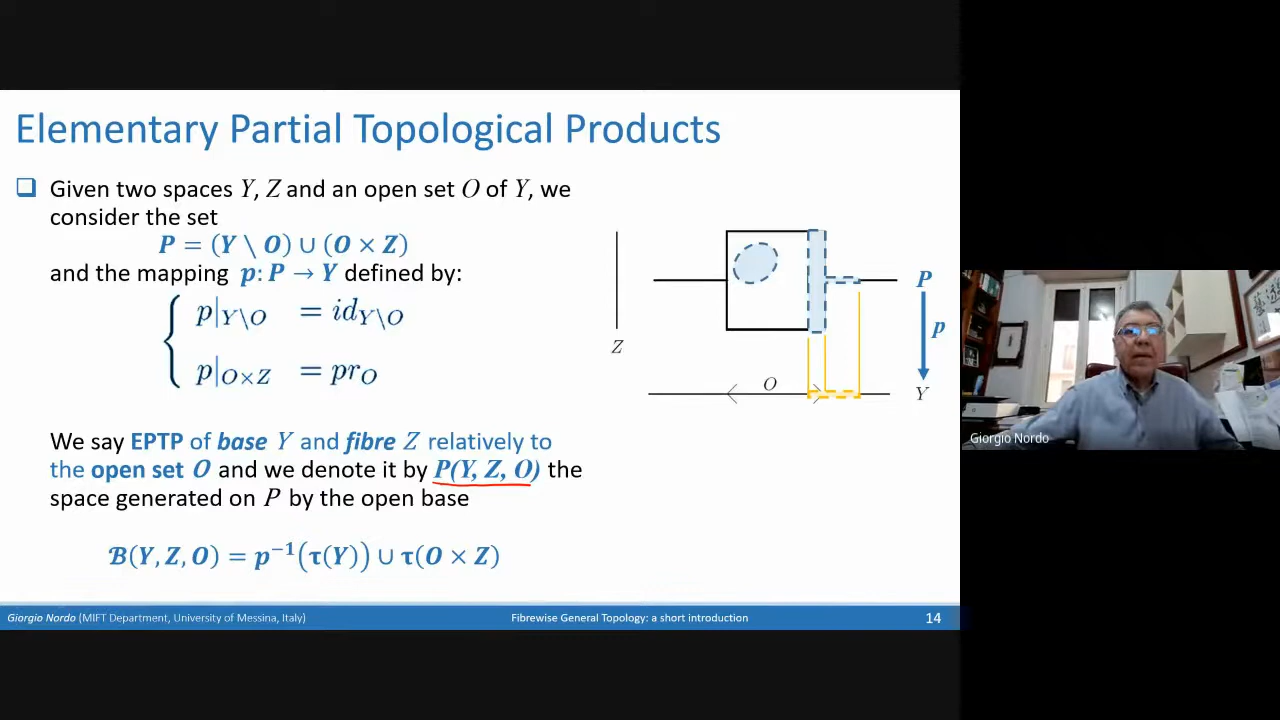 Elementary Partial Topological Products
Given two spaces Y, Z and an open set O of Y, we
consider the set
P = (Y \ O) ∪ (O × Z)
and the mapping p: P → Y defined by:
p|Y\O = idY\O
p|O×Z = prO
We say EPTP of base Y and fibre Z relatively to
the open set O and we denote it by P(Y, Z, O) the
space generated on P by the open base
ℬ(Y, Z, O) = p⁻¹(τ(Y)) ∪ τ(O × Z)
Z
O
P
p
Y
Giorgio Nordo
Giorgio Nordo (MIFT Department, University of Messina, Italy)
Fibrewise General Topology: a short introduction
14